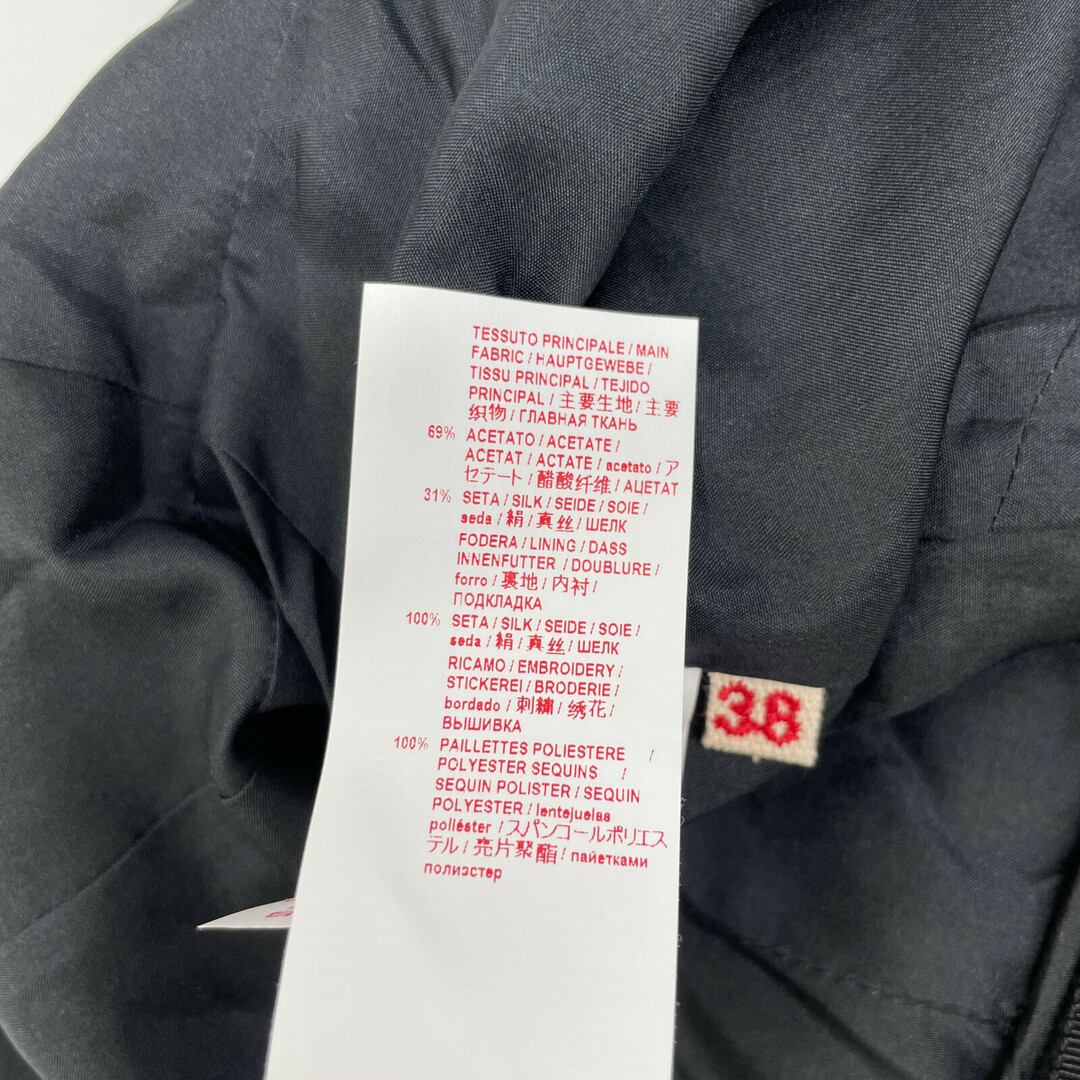 TESSUTO PRINCIPALE / MAIN
FABRIC / HAUPTGEWEBE /
TISSU PRINCIPAL / TEJIDO
PRINCIPAL / 主要生地 / 主要
织物 / ГЛАВНАЯ ТКАНЬ
69% ACETATO / ACETATE /
ACETAT / ACTATE / acetato / ア
セテート / 醋酸纤维 / АЦЕТАТ
31% SETA / SILK / SEIDE / SOIE /
seda / 絹 / 真丝 / ШЕЛК
FODERA / LINING / DASS
INNENFUTTER / DOUBLURE /
forro / 裏地 / 内衬 /
ПОДКЛАДКА
100% SETA / SILK / SEIDE / SOIE /
seda / 絹 / 真丝 / ШЕЛК
RICAMO / EMBROIDERY /
STICKEREI / BRODERIE /
bordado / 刺繍 / 绣花 /
ВЫШИВКА
100% PAILLETTES POLIESTERE /
POLYESTER SEQUINS /
SEQUIN POLISTER / SEQUIN
POLYESTER / lentejuelas
poliéster / スパンコールポリエス
テル / 亮片聚酯 / пайетками
полиэстер
38